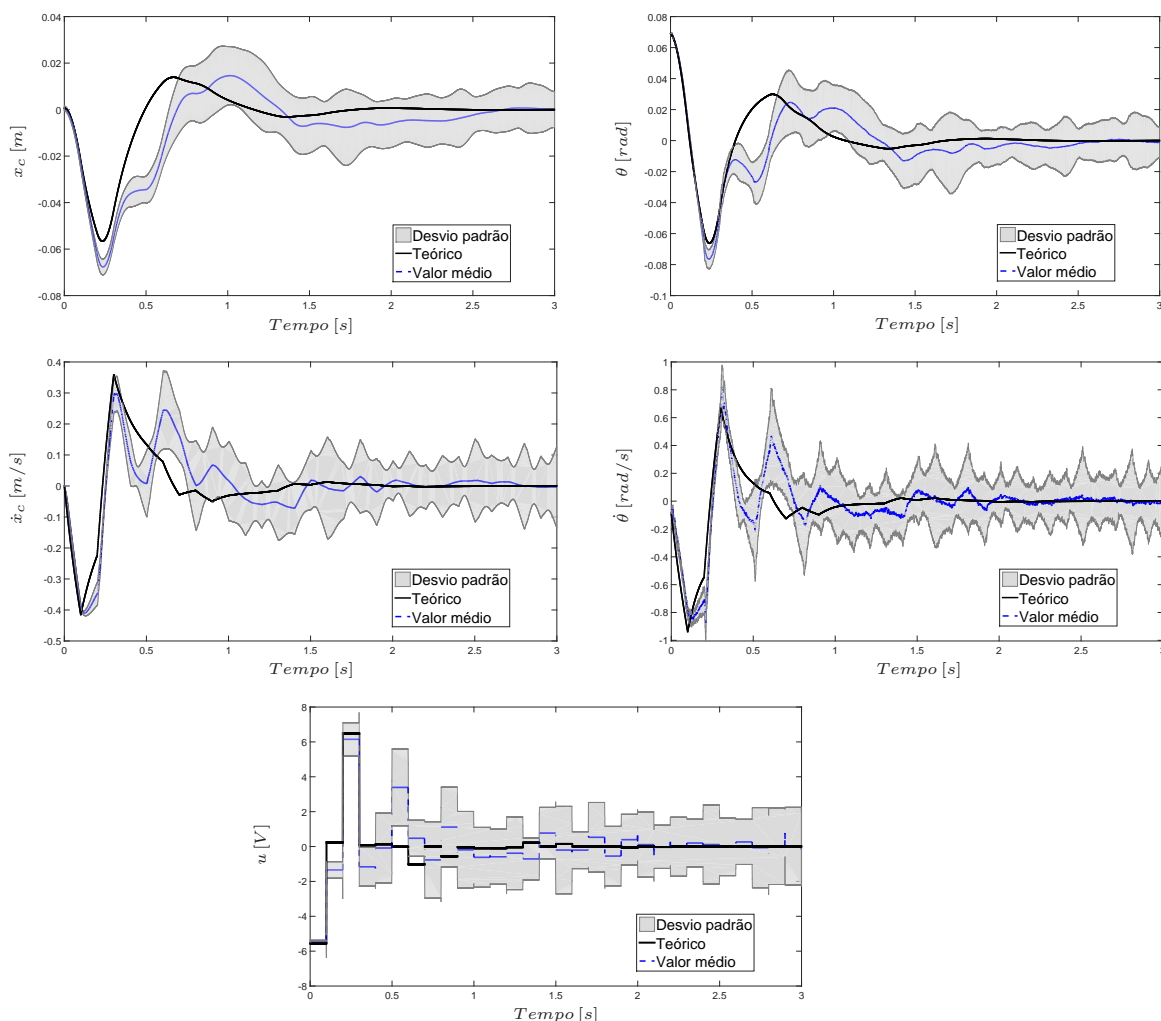 0.04
0.02
0
-0.02
-0.04
-0.06
-0.08
x_c [m]
Desvio padrão
Teórico
Valor médio
0 0.5 1 1.5 2 2.5 3
Tempo [s]
0.08
0.06
0.04
0.02
0
-0.02
-0.04
-0.06
-0.08
-0.1
θ [rad]
Desvio padrão
Teórico
Valor médio
0 0.5 1 1.5 2 2.5 3
Tempo [s]
0.4
0.3
0.2
0.1
0
-0.1
-0.2
-0.3
-0.4
-0.5
ẋ_c [m/s]
Desvio padrão
Teórico
Valor médio
0 0.5 1 1.5 2 2.5 3
Tempo [s]
1
0.8
0.6
0.4
0.2
0
-0.2
-0.4
-0.6
-0.8
-1
θ̇ [rad/s]
Desvio padrão
Teórico
Valor médio
0 0.5 1 1.5 2 2.5 3
Tempo [s]
8
6
4
2
0
-2
-4
-6
-8
u [V]
Desvio padrão
Teórico
Valor médio
0 0.5 1 1.5 2 2.5 3
Tempo [s]